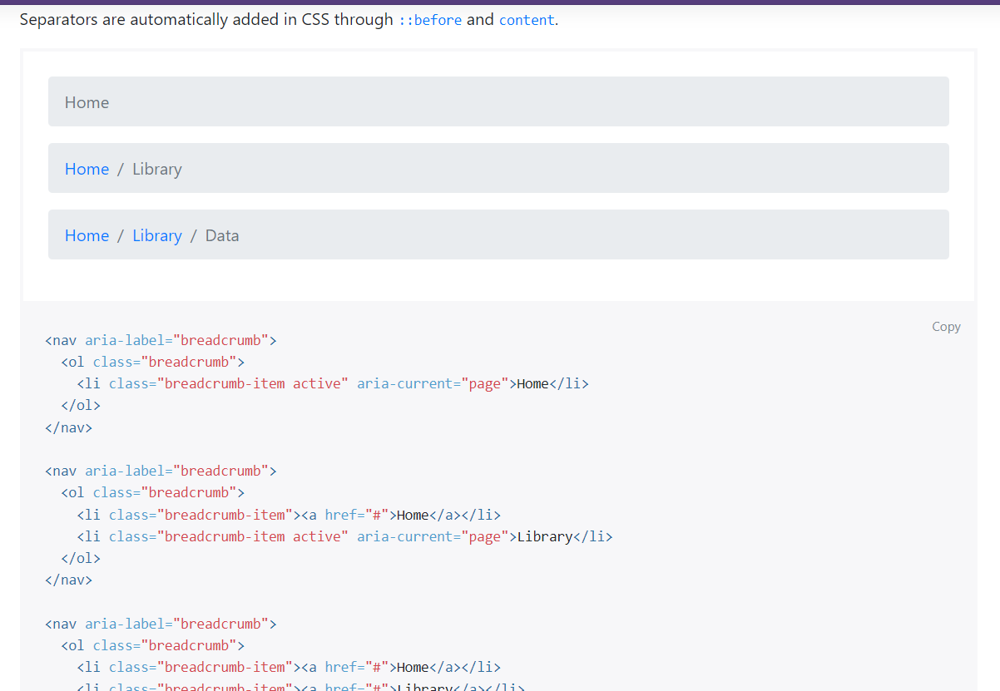 Separators are automatically added in CSS through ::before and content.
Home
Home / Library
Home / Library / Data
Copy
<nav aria-label="breadcrumb">
  <ol class="breadcrumb">
    <li class="breadcrumb-item active" aria-current="page">Home</li>
  </ol>
</nav>

<nav aria-label="breadcrumb">
  <ol class="breadcrumb">
    <li class="breadcrumb-item"><a href="#">Home</a></li>
    <li class="breadcrumb-item active" aria-current="page">Library</li>
  </ol>
</nav>

<nav aria-label="breadcrumb">
  <ol class="breadcrumb">
    <li class="breadcrumb-item"><a href="#">Home</a></li>
    <li class="breadcrumb-item"><a href="#">Library</a></li>